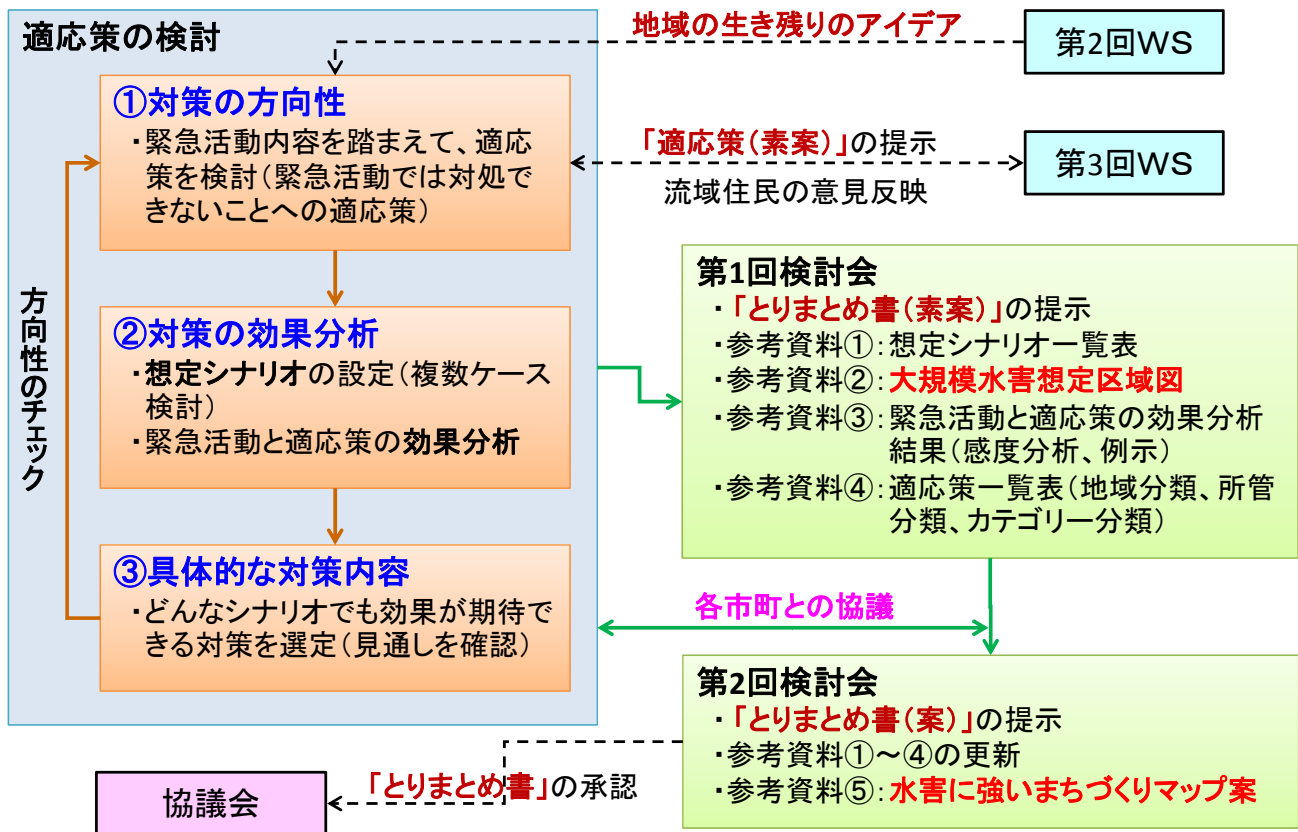 適応策の検討
地域の生き残りのアイデア
第2回WS
①対策の方向性
・緊急活動内容を踏まえて、適応
策を検討(緊急活動では対処で
きないことへの適応策)
「適応策(素案)」の提示
流域住民の意見反映
第3回WS
方向性のチェック
②対策の効果分析
・想定シナリオの設定(複数ケース
検討)
・緊急活動と適応策の効果分析
③具体的な対策内容
・どんなシナリオでも効果が期待で
きる対策を選定(見通しを確認)
第1回検討会
・「とりまとめ書(素案)」の提示
・参考資料①:想定シナリオ一覧表
・参考資料②:大規模水害想定区域図
・参考資料③:緊急活動と適応策の効果分析
結果(感度分析、例示)
・参考資料④:適応策一覧表(地域分類、所管
分類、カテゴリー分類)
各市町との協議
第2回検討会
・「とりまとめ書(案)」の提示
・参考資料①～④の更新
・参考資料⑤:水害に強いまちづくりマップ案
「とりまとめ書」の承認
協議会